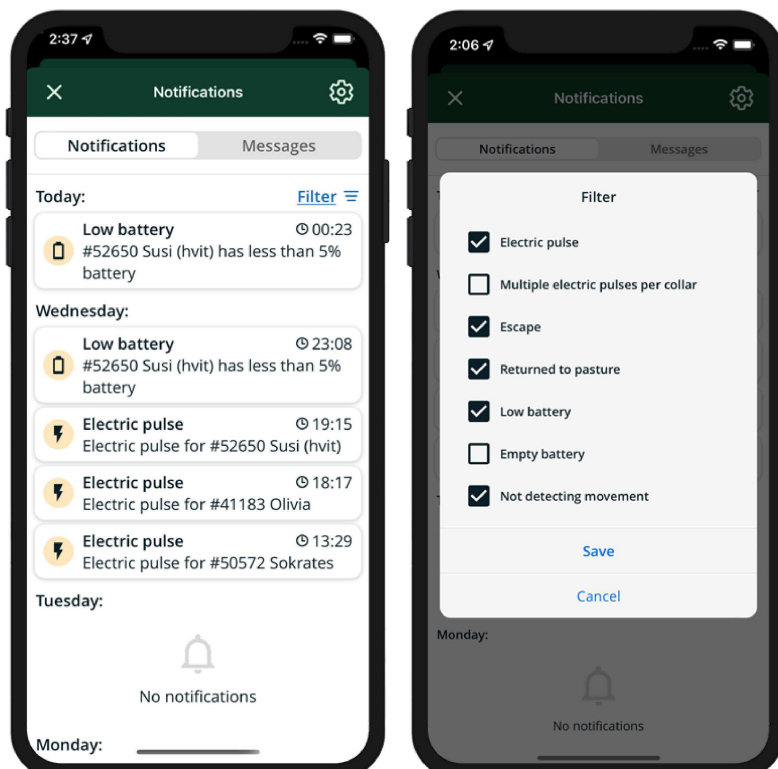 2:37
Notifications
Notifications Messages
Today: Filter
Low battery 00:23
#52650 Susi (hvit) has less than 5%
battery
Wednesday:
Low battery 23:08
#52650 Susi (hvit) has less than 5%
battery
Electric pulse 19:15
Electric pulse for #52650 Susi (hvit)
Electric pulse 18:17
Electric pulse for #41183 Olivia
Electric pulse 13:29
Electric pulse for #50572 Sokrates
Tuesday:
No notifications
Monday:
2:06
Notifications
Notifications Messages
Filter
Electric pulse
Multiple electric pulses per collar
Escape
Returned to pasture
Low battery
Empty battery
Not detecting movement
Save
Cancel
Monday:
No notifications